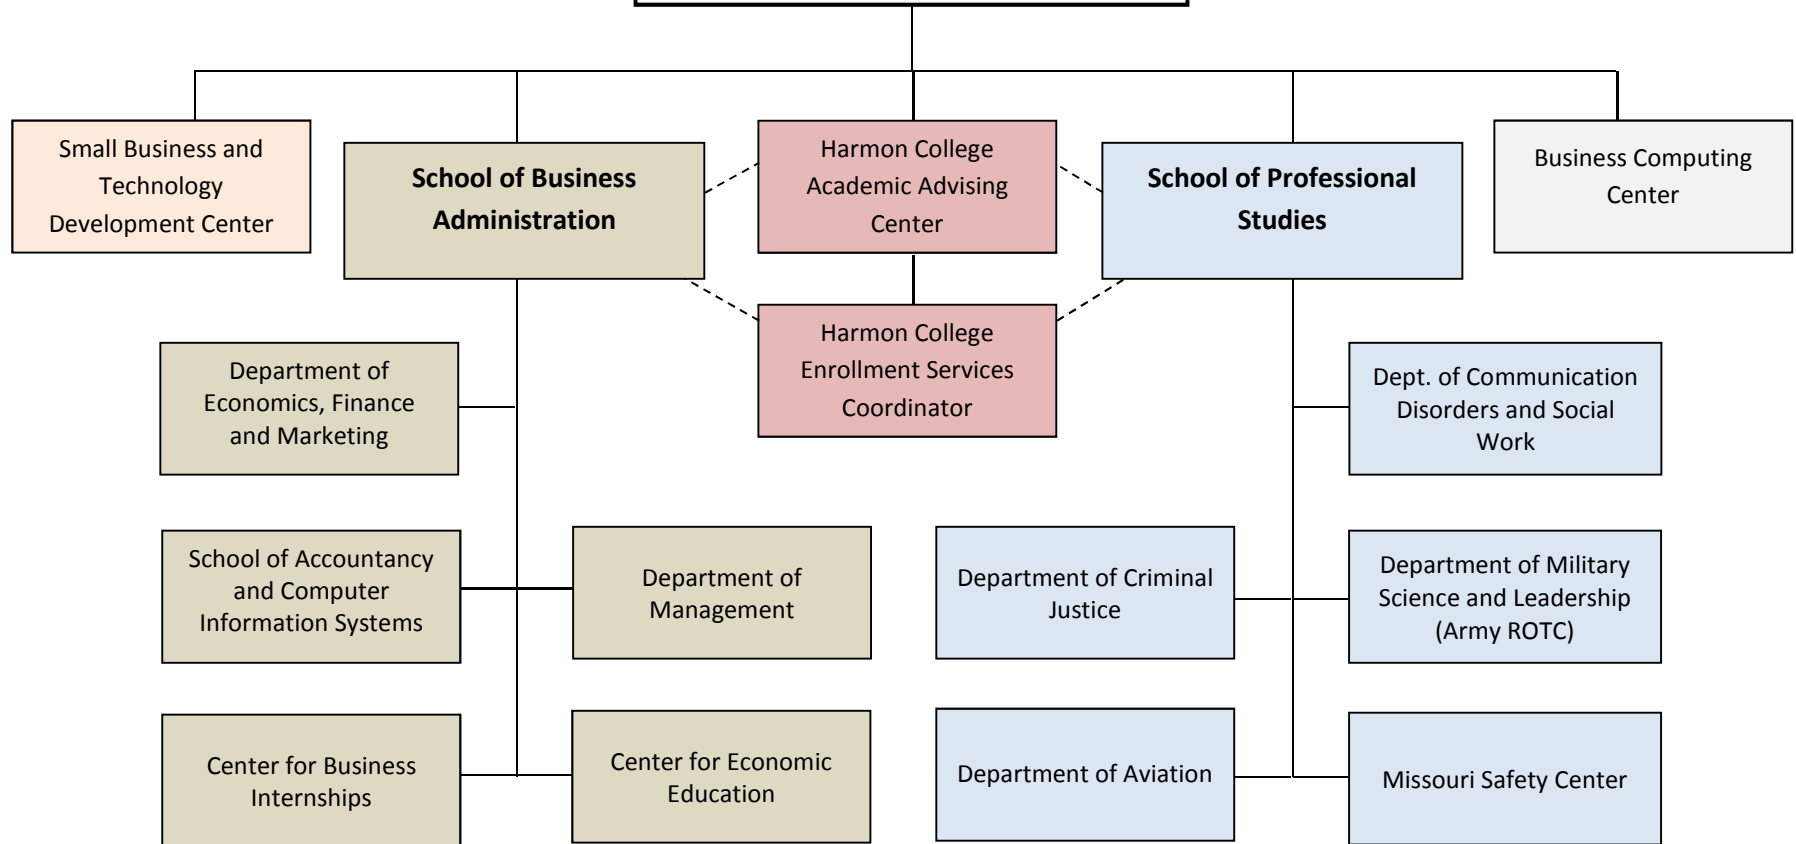 Small Business and
Technology
Development Center
School of Business
Administration
Harmon College
Academic Advising
Center
School of Professional
Studies
Business Computing
Center
Harmon College
Enrollment Services
Coordinator
Department of
Economics, Finance
and Marketing
Dept. of Communication
Disorders and Social
Work
School of Accountancy
and Computer
Information Systems
Department of
Management
Department of Criminal
Justice
Department of Military
Science and Leadership
(Army ROTC)
Center for Business
Internships
Center for Economic
Education
Department of Aviation
Missouri Safety Center